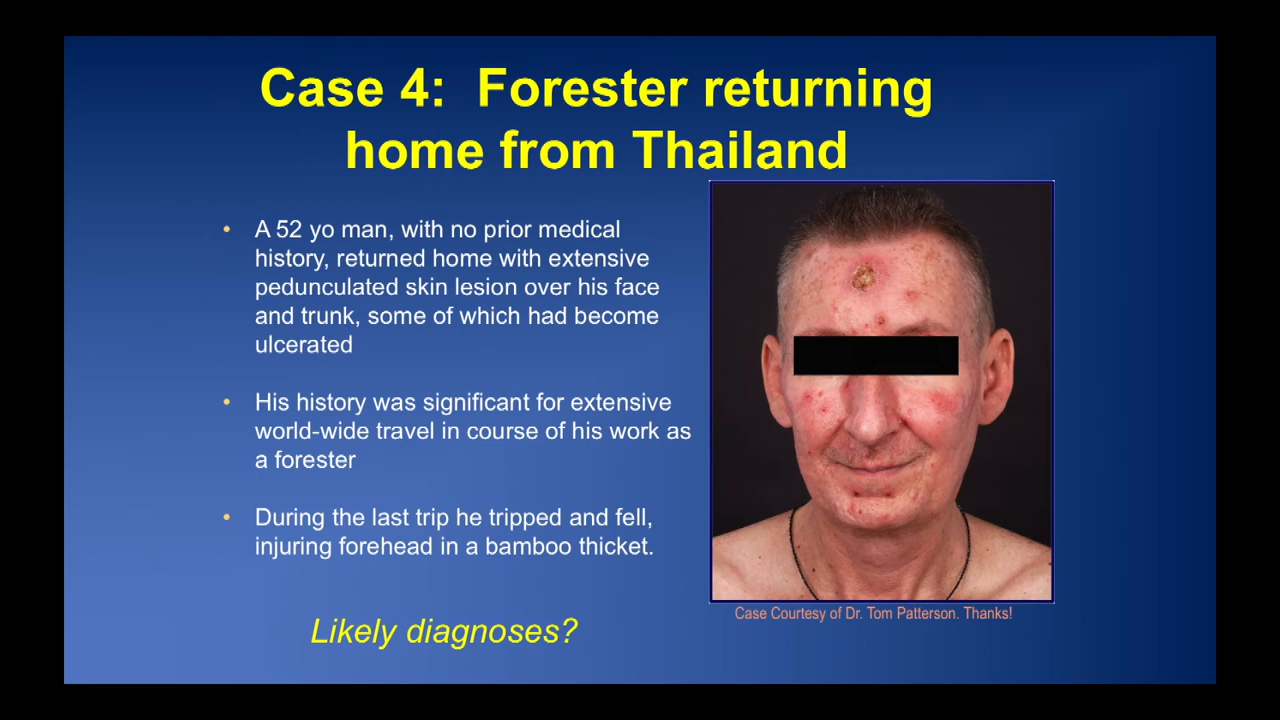 Case 4: Forester returning
home from Thailand
• A 52 yo man, with no prior medical
history, returned home with extensive
pedunculated skin lesion over his face
and trunk, some of which had become
ulcerated
• His history was significant for extensive
world-wide travel in course of his work as
a forester
• During the last trip he tripped and fell,
injuring forehead in a bamboo thicket.
Case Courtesy of Dr. Tom Patterson. Thanks!
Likely diagnoses?